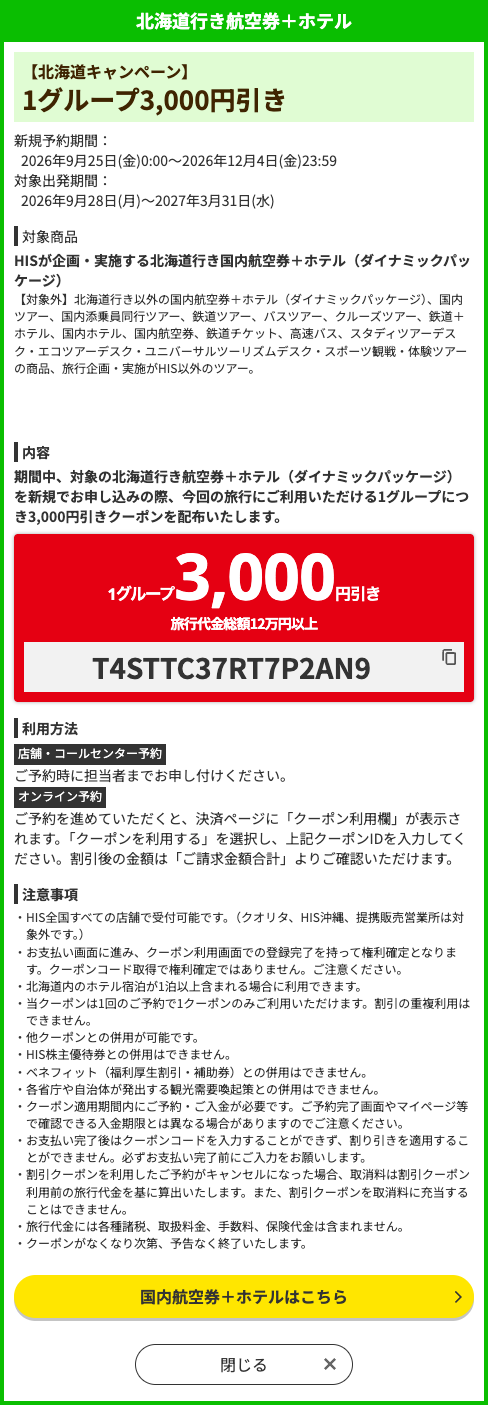 北海道行き航空券＋ホテル
【北海道キャンペーン】
1グループ3,000円引き
新規予約期間：
2026年9月25日(金)0:00～2026年12月4日(金)23:59
対象出発期間：
2026年9月28日(月)～2027年3月31日(水)
対象商品
HISが企画・実施する北海道行き国内航空券＋ホテル（ダイナミックパッ
ケージ）
【対象外】北海道行き以外の国内航空券＋ホテル（ダイナミックパッケージ）、国内
ツアー、国内添乗員同行ツアー、鉄道ツアー、バスツアー、クルーズツアー、鉄道＋
ホテル、国内ホテル、国内航空券、鉄道チケット、高速バス、スタディツアーデス
ク・エコツアーデスク・ユニバーサルツーリズムデスク・スポーツ観戦・体験ツアー
の商品、旅行企画・実施がHIS以外のツアー。
内容
期間中、対象の北海道行き航空券＋ホテル（ダイナミックパッケージ）
を新規でお申し込みの際、今回の旅行にご利用いただける1グループにつ
き3,000円引きクーポンを配布いたします。
1グループ3,000円引き
旅行代金総額12万円以上
T4STTC37RT7P2AN9
利用方法
店舗・コールセンター予約
ご予約時に担当者までお申し付けください。
オンライン予約
ご予約を進めていただくと、決済ページに「クーポン利用欄」が表示さ
れます。「クーポンを利用する」を選択し、上記クーポンIDを入力してく
ださい。割引後の金額は「ご請求金額合計」よりご確認いただけます。
注意事項
・HIS全国すべての店舗で受付可能です。（クオリタ、HIS沖縄、提携販売営業所は対
象外です。）
・お支払い画面に進み、クーポン利用画面での登録完了を持って権利確定となりま
す。クーポンコード取得で権利確定ではありません。ご注意ください。
・北海道内のホテル宿泊が1泊以上含まれる場合に利用できます。
・当クーポンは1回のご予約で1クーポンのみご利用いただけます。割引の重複利用は
できません。
・他クーポンとの併用が可能です。
・HIS株主優待券との併用はできません。
・ベネフィット（福利厚生割引・補助券）との併用はできません。
・各省庁や自治体が発出する観光需要喚起策との併用はできません。
・クーポン適用期間内にご予約・ご入金が必要です。ご予約完了画面やマイページ等
で確認できる入金期限とは異なる場合がありますのでご注意ください。
・お支払い完了後はクーポンコードを入力することができず、割り引きを適用するこ
とができません。必ずお支払い完了前にご入力をお願いします。
・割引クーポンを利用したご予約がキャンセルになった場合、取消料は割引クーポン
利用前の旅行代金を基に算出いたします。また、割引クーポンを取消料に充当する
ことはできません。
・旅行代金には各種諸税、取扱料金、手数料、保険代金は含まれません。
・クーポンがなくなり次第、予告なく終了いたします。
国内航空券＋ホテルはこちら
閉じる